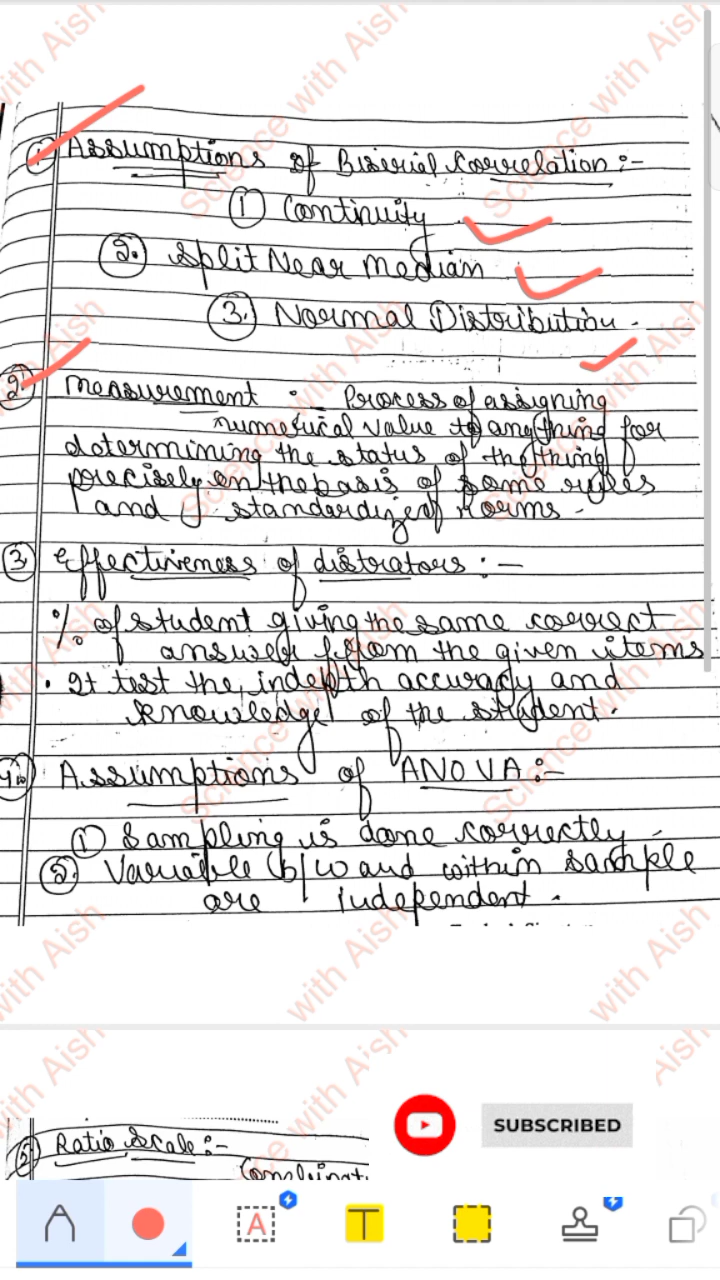 ① Assumptions of Biserial Correlation :-
① Continuity
②. Split Near Median
③. Normal Distribution -
②. Measurement :- Process of assigning
numerical value to anything for
determining the status of the thing
precisely on the basis of some rules
and standardized norms -
③ Effectiveness of distrators : -
% of student giving the same correct
answer from the given items
• It test the indepth accuracy and
knowledge of the student.
④. Assumptions of ANOVA :-
① Sampling is done correctly -
②. Variable b/w and within sample
are independent.
⑤ Ratio Scale :-
SUBSCRIBED
A
T
Science with Aish